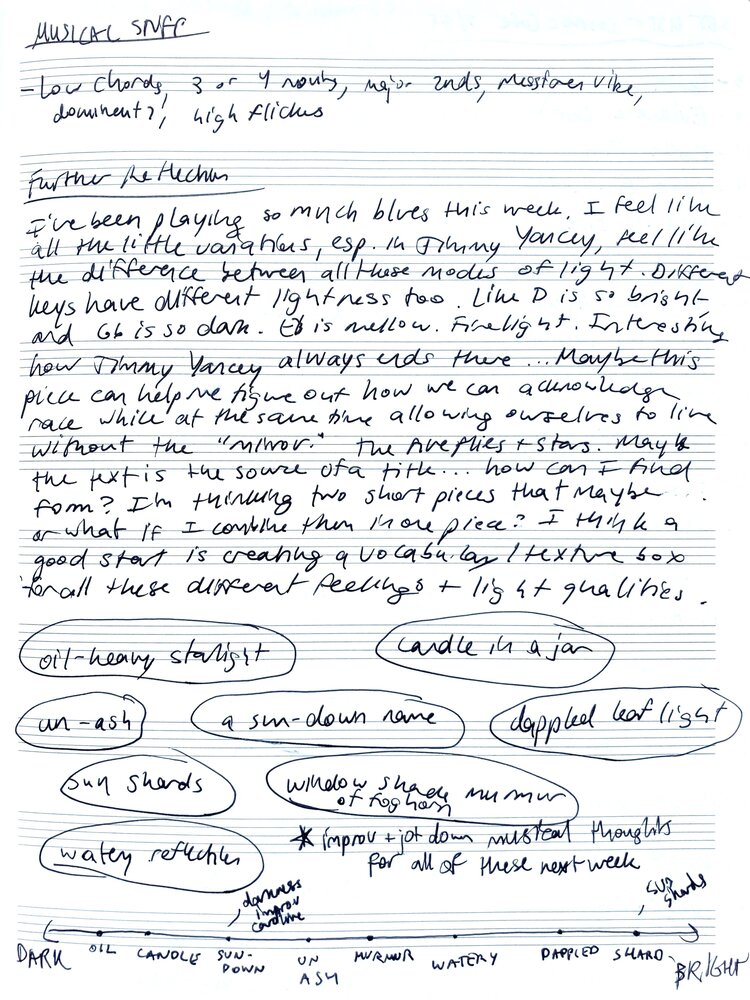 MUSICAL STUFF
- Low chords, 3 or 4 notes, major 2nds, Messiaen vibe,
dominant?, high flickers
Further Reflection
I've been playing so much blues this week. I feel like
all the little variations, esp. in Jimmy Yancey, feel like
the difference between all these modes of light. Different
keys have different lightness too. Like D is so bright
and Gb is so dark. Eb is mellow. Firelight. Interesting
how Jimmy Yancey always ends there... Maybe this
piece can help me figure out how we can acknowledge
race while at the same time allowing ourselves to live
without the "mirror." The fireflies + stars. Maybe
the text is the source of a title... how can I find
form? I'm thinking two short pieces that maybe...
or what if I combine them in one piece? I think a
good start is creating a vocabulary / texture box
for all these different feelings + light qualities.
oil-heavy starlight
candle in a jar
un-ash
a sun-down name
dappled leaf light
sun shards
window shade murmur
of foghorn
watery reflection
* improv + jot down musical thoughts
for all of these next week
darkness
improv
sun
shards
DARK OIL CANDLE SUN-DOWN UN ASH MURMUR WATERY DAPPLED SHARD BRIGHT